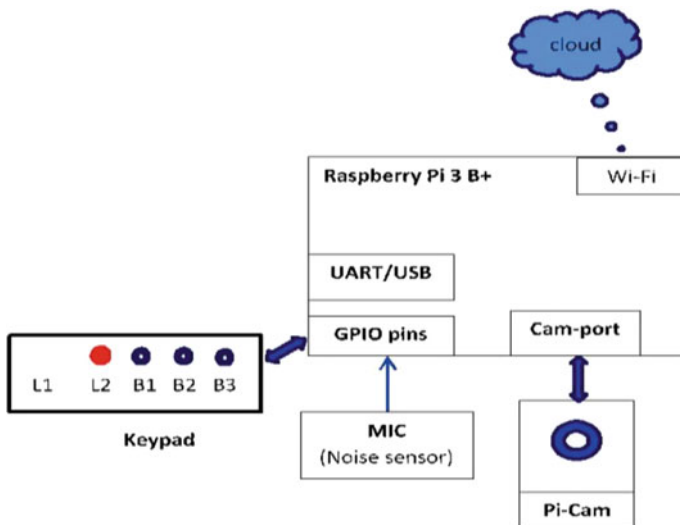 cloud
Raspberry Pi 3 B+
Wi-Fi
UART/USB
GPIO pins
Cam-port
L1 L2 B1 B2 B3
Keypad
MIC
(Noise sensor)
Pi-Cam